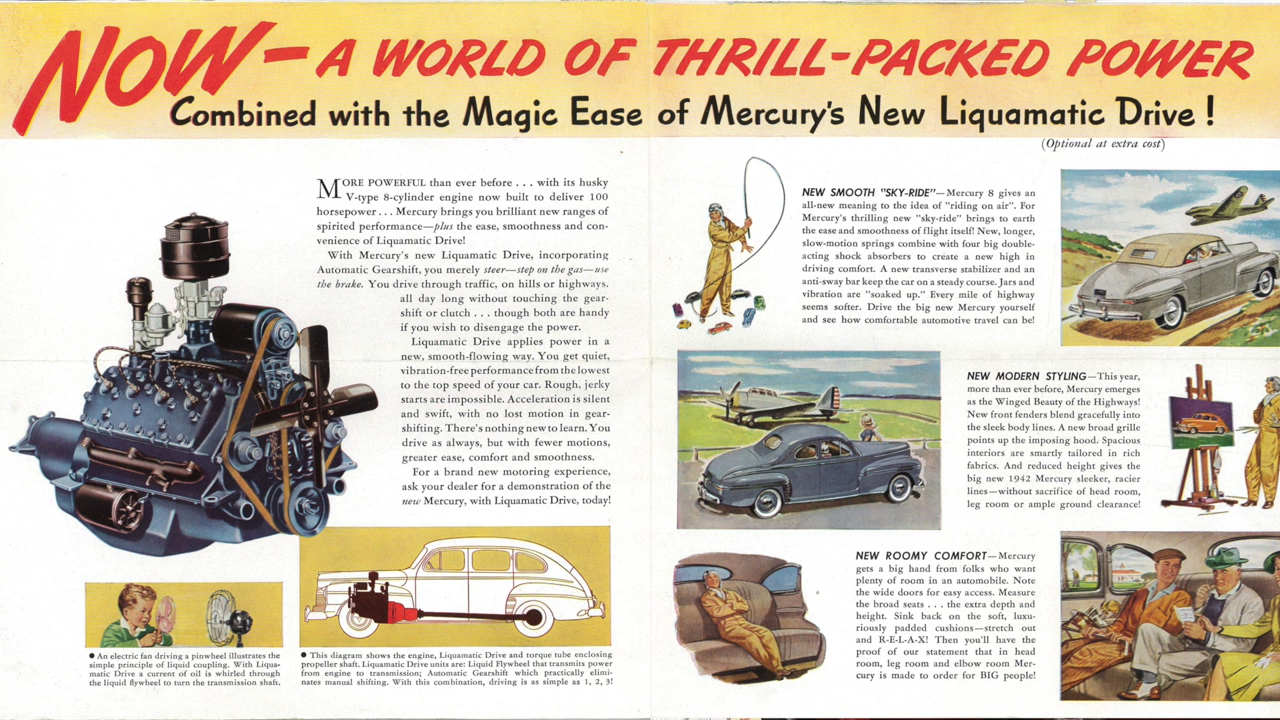 NOW—A WORLD OF THRILL-PACKED POWER
Combined with the Magic Ease of Mercury's New Liquamatic Drive!
(Optional at extra cost)
MORE POWERFUL than ever before . . . with its husky
V-type 8-cylinder engine now built to deliver 100
horsepower . . . Mercury brings you brilliant new ranges of
spirited performance—plus the ease, smoothness and con-
venience of Liquamatic Drive!
With Mercury's new Liquamatic Drive, incorporating
Automatic Gearshift, you merely steer—step on the gas—use
the brake. You drive through traffic, on hills or highways.
all day long without touching the gear-
shift or clutch . . . though both are handy
if you wish to disengage the power.
Liquamatic Drive applies power in a
new, smooth-flowing way. You get quiet,
vibration-free performance from the lowest
to the top speed of your car. Rough, jerky
starts are impossible. Acceleration is silent
and swift, with no lost motion in gear-
shifting. There's nothing new to learn. You
drive as always, but with fewer motions,
greater ease, comfort and smoothness.
For a brand new motoring experience,
ask your dealer for a demonstration of the
new Mercury, with Liquamatic Drive, today!
● An electric fan driving a pinwheel illustrates the
simple principle of liquid coupling. With Liqua-
matic Drive a current of oil is whirled through
the liquid flywheel to turn the transmission shaft.
● This diagram shows the engine, Liquamatic Drive and torque tube enclosing
propeller shaft. Liquamatic Drive units are: Liquid Flywheel that transmits power
from engine to transmission; Automatic Gearshift which practically elimi-
nates manual shifting. With this combination, driving is as simple as 1, 2, 3!
NEW SMOOTH "SKY-RIDE"—Mercury 8 gives an
all-new meaning to the idea of "riding on air". For
Mercury's thrilling new "sky-ride" brings to earth
the ease and smoothness of flight itself! New, longer,
slow-motion springs combine with four big double-
acting shock absorbers to create a new high in
driving comfort. A new transverse stabilizer and an
anti-sway bar keep the car on a steady course. Jars and
vibration are "soaked up." Every mile of highway
seems softer. Drive the big new Mercury yourself
and see how comfortable automotive travel can be!
NEW MODERN STYLING—This year,
more than ever before, Mercury emerges
as the Winged Beauty of the Highways!
New front fenders blend gracefully into
the sleek body lines. A new broad grille
points up the imposing hood. Spacious
interiors are smartly tailored in rich
fabrics. And reduced height gives the
big new 1942 Mercury sleeker, racier
lines—without sacrifice of head room,
leg room or ample ground clearance!
NEW ROOMY COMFORT—Mercury
gets a big hand from folks who want
plenty of room in an automobile. Note
the wide doors for easy access. Measure
the broad seats . . . the extra depth and
height. Sink back on the soft, luxu-
riously padded cushions—stretch out
and R-E-L-A-X! Then you'll have the
proof of our statement that in head
room, leg room and elbow room Mer-
cury is made to order for BIG people!